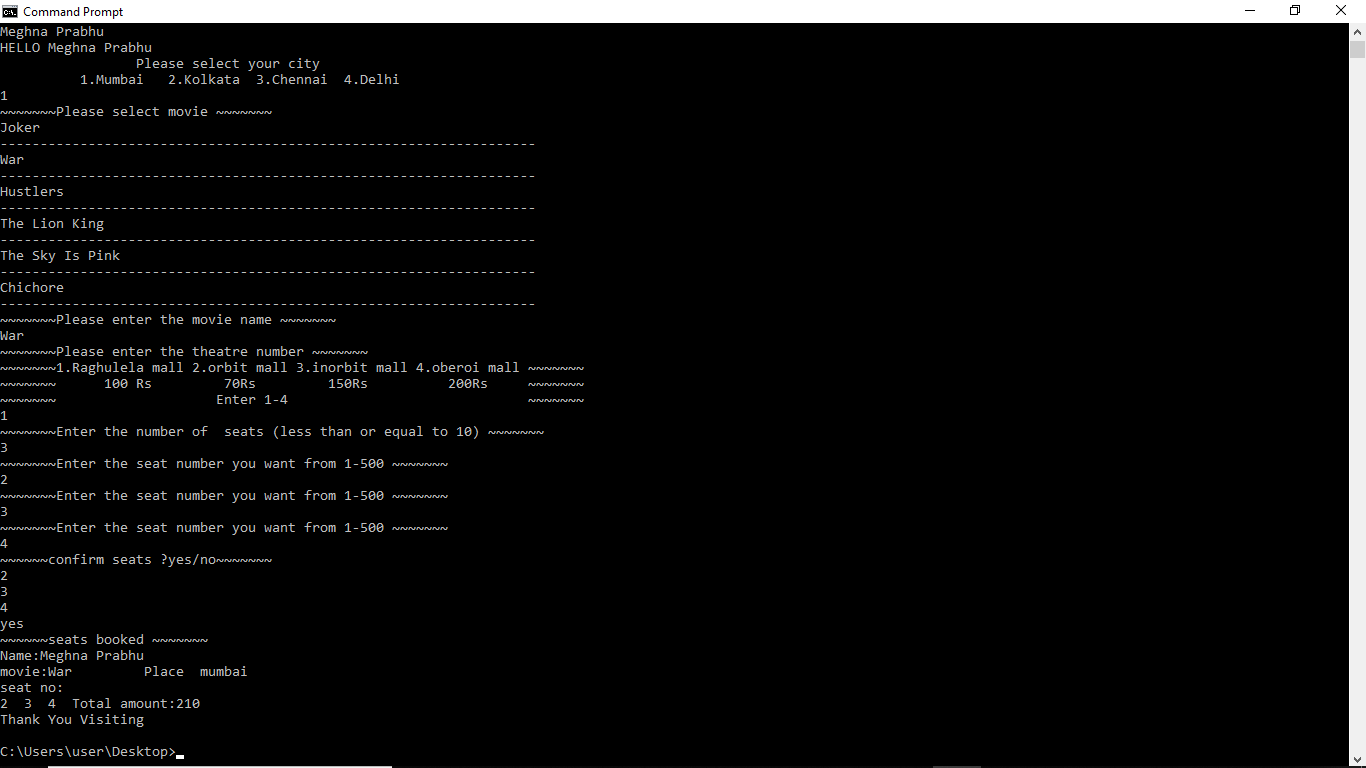 Command Prompt
Meghna Prabhu
HELLO Meghna Prabhu
Please select your city
1.Mumbai 2.Kolkata 3.Chennai 4.Delhi
1
~~~~~~~Please select movie ~~~~~~~
Joker
-------------------------------------------------------------------
War
-------------------------------------------------------------------
Hustlers
-------------------------------------------------------------------
The Lion King
-------------------------------------------------------------------
The Sky Is Pink
-------------------------------------------------------------------
Chichore
-------------------------------------------------------------------
~~~~~~~Please enter the movie name ~~~~~~~
War
~~~~~~~Please enter the theatre number ~~~~~~~
~~~~~~~1.Raghulela mall 2.orbit mall 3.inorbit mall 4.oberoi mall ~~~~~~~
~~~~~~~ 100 Rs 70Rs 150Rs 200Rs ~~~~~~~
~~~~~~~ Enter 1-4 ~~~~~~~
1
~~~~~~~Enter the number of  seats (less than or equal to 10) ~~~~~~~
3
~~~~~~~Enter the seat number you want from 1-500 ~~~~~~~
2
~~~~~~~Enter the seat number you want from 1-500 ~~~~~~~
3
~~~~~~~Enter the seat number you want from 1-500 ~~~~~~~
4
~~~~~~confirm seats ?yes/no~~~~~~~
2
3
4
yes
~~~~~~seats booked ~~~~~~~
Name:Meghna Prabhu
movie:War Place mumbai
seat no:
2 3 4 Total amount:210
Thank You Visiting
C:\Users\user\Desktop>